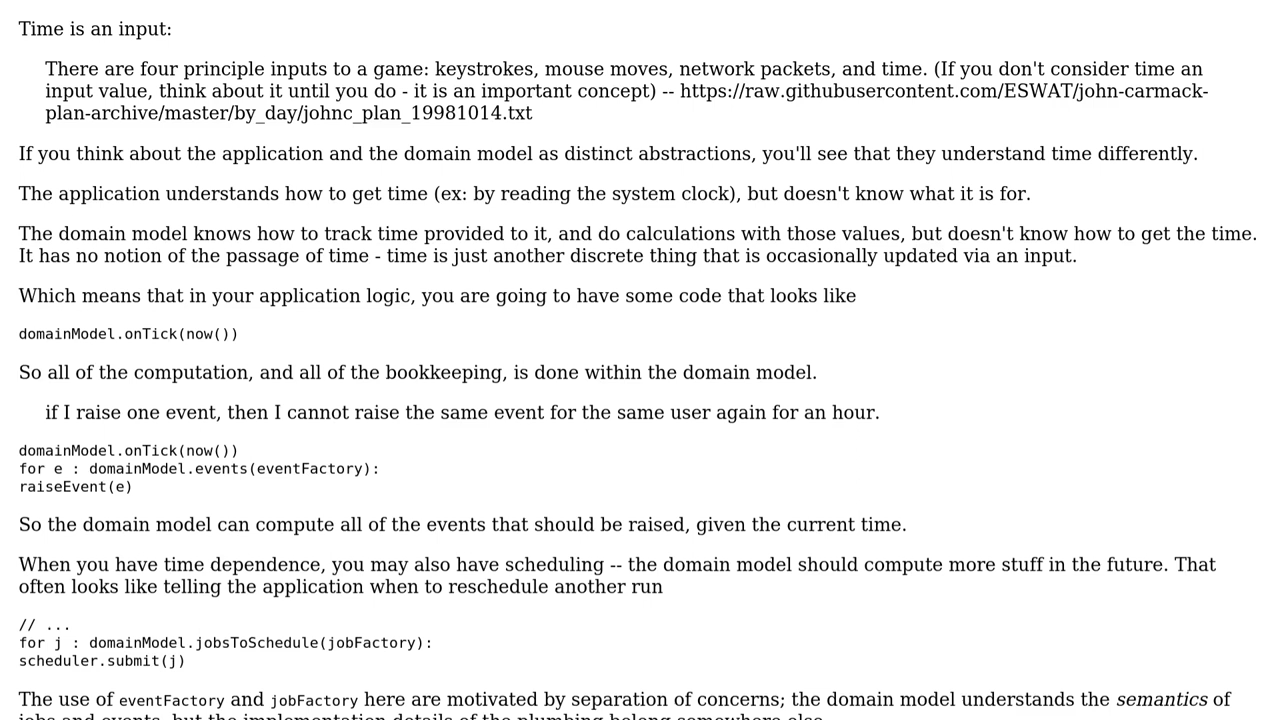 Time is an input:
There are four principle inputs to a game: keystrokes, mouse moves, network packets, and time. (If you don't consider time an
input value, think about it until you do - it is an important concept) -- https://raw.githubusercontent.com/ESWAT/john-carmack-
plan-archive/master/by_day/johnc_plan_19981014.txt
If you think about the application and the domain model as distinct abstractions, you'll see that they understand time differently.
The application understands how to get time (ex: by reading the system clock), but doesn't know what it is for.
The domain model knows how to track time provided to it, and do calculations with those values, but doesn't know how to get the time.
It has no notion of the passage of time - time is just another discrete thing that is occasionally updated via an input.
Which means that in your application logic, you are going to have some code that looks like
domainModel.onTick(now())
So all of the computation, and all of the bookkeeping, is done within the domain model.
if I raise one event, then I cannot raise the same event for the same user again for an hour.
domainModel.onTick(now())
for e : domainModel.events(eventFactory):
raiseEvent(e)
So the domain model can compute all of the events that should be raised, given the current time.
When you have time dependence, you may also have scheduling -- the domain model should compute more stuff in the future. That
often looks like telling the application when to reschedule another run
// ...
for j : domainModel.jobsToSchedule(jobFactory):
scheduler.submit(j)
The use of eventFactory and jobFactory here are motivated by separation of concerns; the domain model understands the semantics of
jobs and events, but the implementation details of the plumbing belong somewhere else.